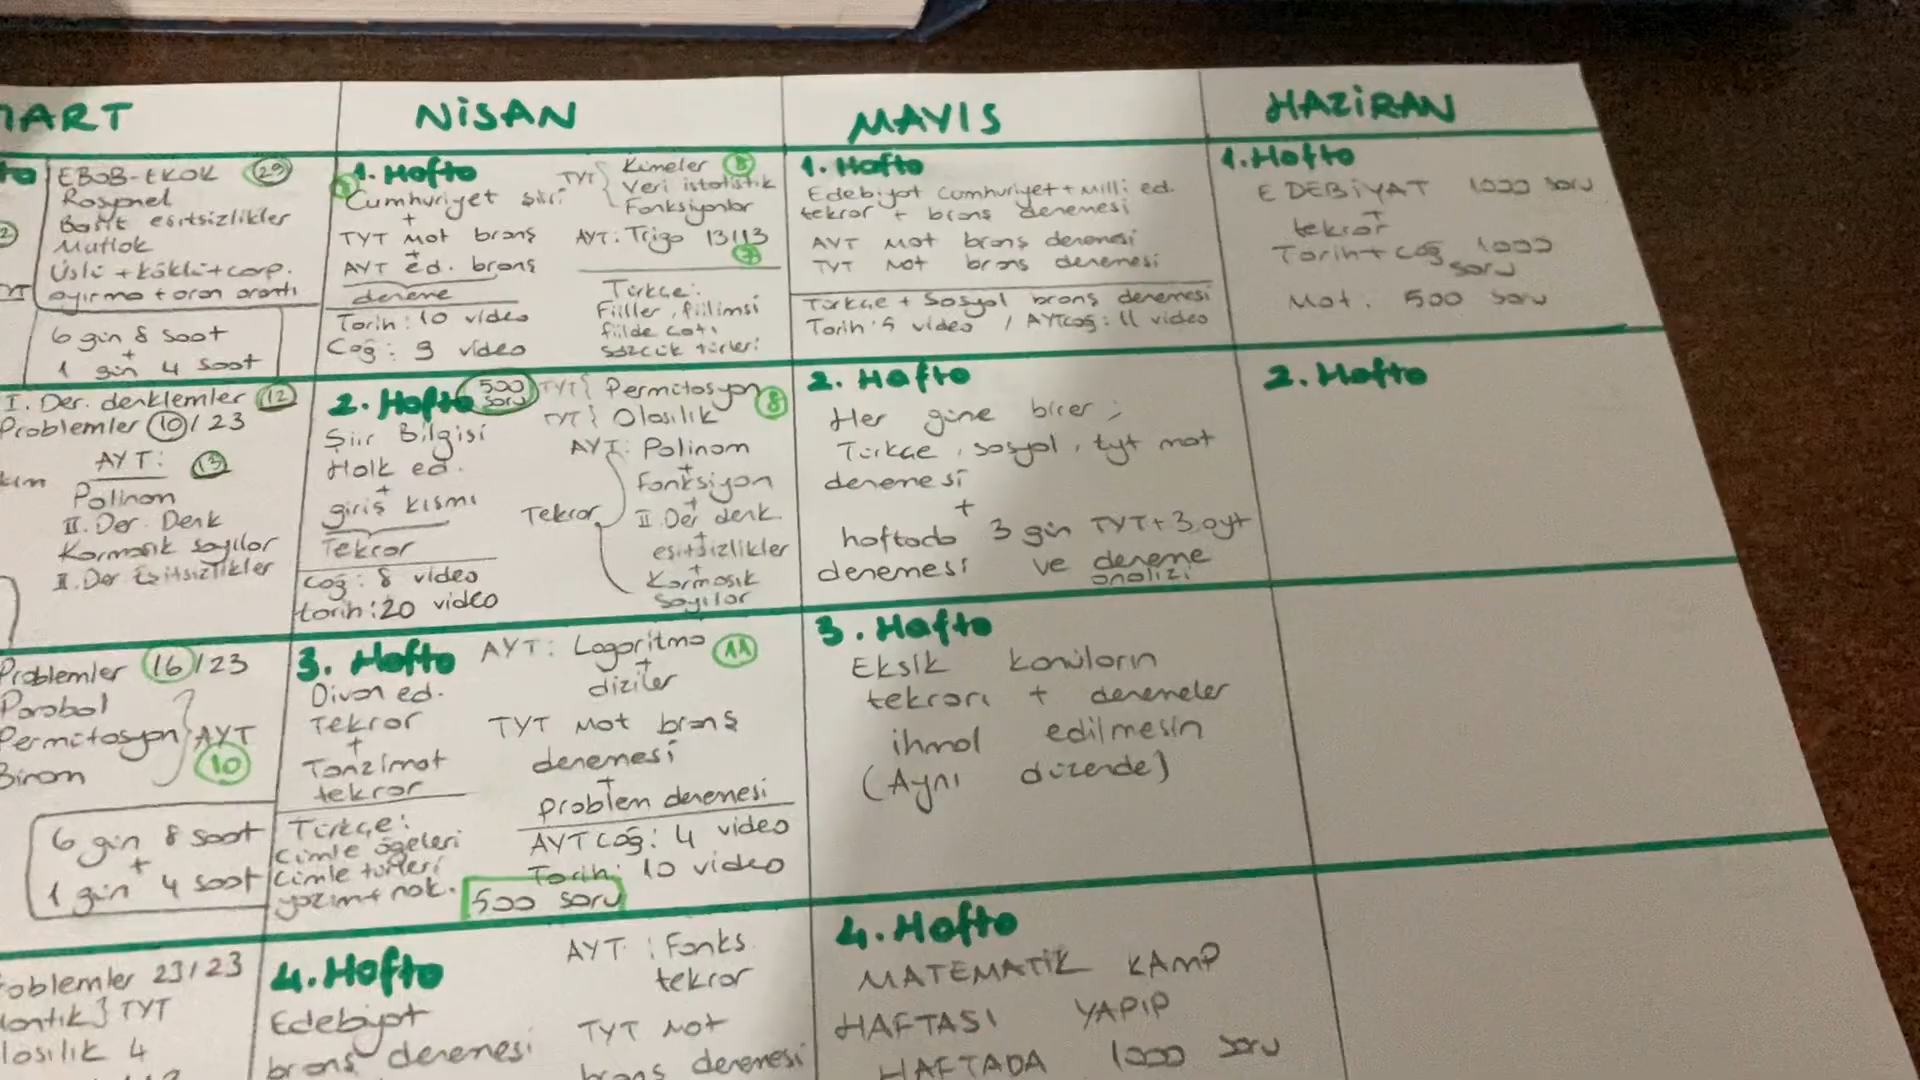 MART
EBOB-EKOK 29
Rasyonel
Basit eşitsizlikler
Mutlak
Üslü + köklü + çarp.
ayırma + oran orantı
6 gün 8 saat
+
1 gün 4 saat
I. Der. denklemler 12
Problemler 10/23
AYT: 13
Polinom
II. Der. Denk
Karmaşık sayılar
II. Der Eşitsizlikler
Problemler 16/23
Parabol
Permütasyon } AYT
Binom 10
6 gün 8 saat
+
1 gün 4 saat
oblemler 23/23
antık } TYT
lasılık 4
NİSAN
1. Hafta
Cumhuriyet şiir
+
TYT Mat branş
+
AYT ed. branş
deneme
Tarih: 10 video
Coğ: 9 video
TYT { Kümeler 8
Veri istatistik
Fonksiyonlar
AYT: Trigo 13/13
7
Türkçe:
Fiiller, fiilimsi
fiilde çatı
sözcük türleri
2. Hafta 500 soru
Şiir Bilgisi
Halk ed.
+
giriş kısmı
Tekrar
Coğ: 8 video
tarih: 20 video
TYT { Permütasyon 8
TYT { Olasılık
AYT: Polinom
+
Fonksiyon
+
Tekrar II. Der denk.
+
eşitsizlikler
+
Karmaşık
Sayılar
3. Hafta
Divan ed.
Tekrar
+
Tanzimat
tekrar
Türkçe:
Cümle ögeleri
Cümle türleri
yazım + nok.
AYT: Logaritma 11
+
diziler
TYT Mat branş
denemesi
+
problem denemesi
AYT Coğ: 4 video
Tarih: 10 video
500 soru
4. Hafta
Edebiyat
branş denemesi
AYT: Fonks
tekrar
TYT Mat
branş denemesi
MAYIS
1. Hafta
Edebiyat Cumhuriyet + Milli ed.
tekrar + branş denemesi
AYT Mat branş denemesi
TYT Mat branş denemesi
Türkçe + Sosyal branş denemesi
Tarih: 5 video / AYT coğ: 11 video
2. Hafta
Her güne birer;
Türkçe, sosyal, tyt mat
denemesi
+
haftada 3 gün TYT + 3 ayt
denemesi ve deneme
analizi
3. Hafta
Eksik konuların
tekrarı + denemeler
ihmal edilmesin
(Aynı düzende)
4. Hafta
MATEMATİK KAMP
HAFTASI YAPIP
HAFTADA 1000 soru
HAZİRAN
1. Hafta
EDEBİYAT 1000 soru
+
tekrar
Tarih + coğ 1000
soru
Mat. 500 soru
2. Hafta